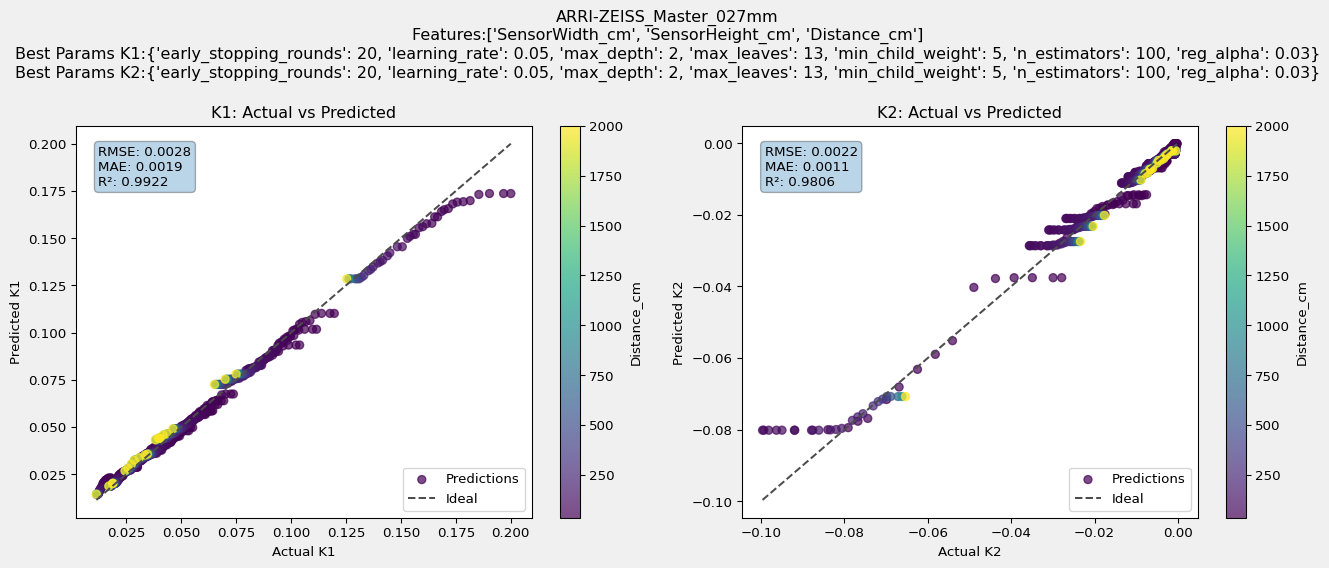 ARRI-ZEISS_Master_027mm
Features:['SensorWidth_cm', 'SensorHeight_cm', 'Distance_cm']
Best Params K1:{'early_stopping_rounds': 20, 'learning_rate': 0.05, 'max_depth': 2, 'max_leaves': 13, 'min_child_weight': 5, 'n_estimators': 100, 'reg_alpha': 0.03}
Best Params K2:{'early_stopping_rounds': 20, 'learning_rate': 0.05, 'max_depth': 2, 'max_leaves': 13, 'min_child_weight': 5, 'n_estimators': 100, 'reg_alpha': 0.03}
K1: Actual vs Predicted
RMSE: 0.0028
MAE: 0.0019
R²: 0.9922
0.200
0.175
0.150
0.125
0.100
0.075
0.050
0.025
Predicted K1
0.025
0.050
0.075
0.100
0.125
0.150
0.175
0.200
Actual K1
Predictions
Ideal
2000
1750
1500
1250
1000
750
500
250
Distance_cm
K2: Actual vs Predicted
RMSE: 0.0022
MAE: 0.0011
R²: 0.9806
0.00
−0.02
−0.04
−0.06
−0.08
−0.10
Predicted K2
−0.10
−0.08
−0.06
−0.04
−0.02
0.00
Actual K2
Predictions
Ideal
2000
1750
1500
1250
1000
750
500
250
Distance_cm